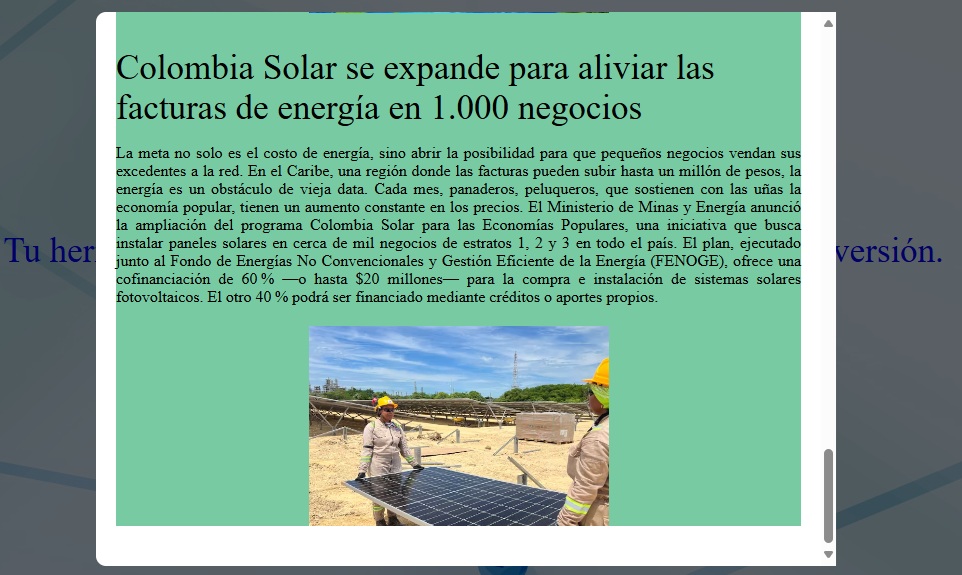 Colombia Solar se expande para aliviar las
facturas de energía en 1.000 negocios
La meta no solo es el costo de energía, sino abrir la posibilidad para que pequeños negocios vendan sus
excedentes a la red. En el Caribe, una región donde las facturas pueden subir hasta un millón de pesos, la
energía es un obstáculo de vieja data. Cada mes, panaderos, peluqueros, que sostienen con las uñas la
economía popular, tienen un aumento constante en los precios. El Ministerio de Minas y Energía anunció
la ampliación del programa Colombia Solar para las Economías Populares, una iniciativa que busca
instalar paneles solares en cerca de mil negocios de estratos 1, 2 y 3 en todo el país. El plan, ejecutado
junto al Fondo de Energías No Convencionales y Gestión Eficiente de la Energía (FENOGE), ofrece una
cofinanciación de 60 % —o hasta $20 millones— para la compra e instalación de sistemas solares
fotovoltaicos. El otro 40 % podrá ser financiado mediante créditos o aportes propios.
Tu her
versión.